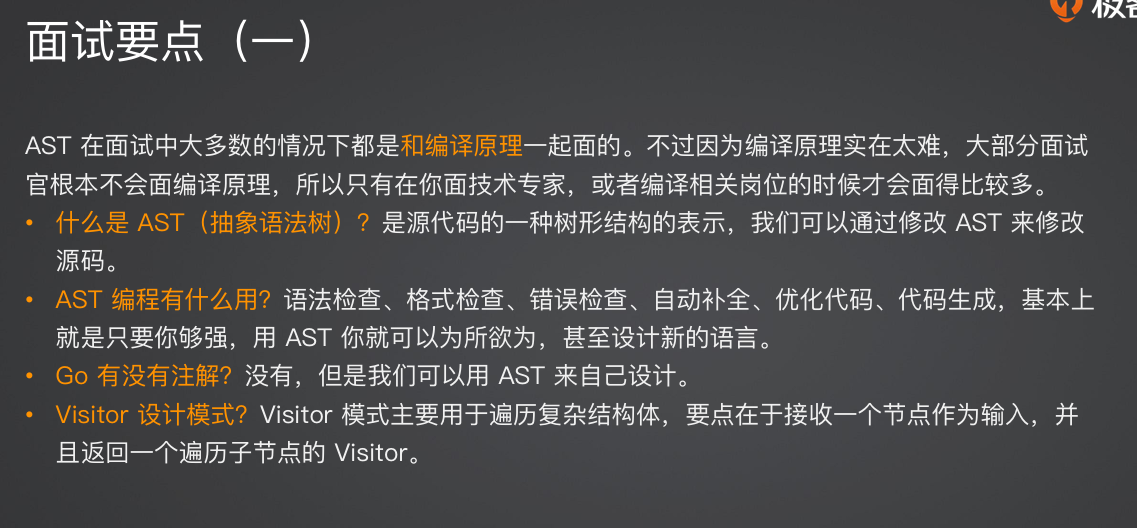 极客
面试要点（一）
AST 在面试中大多数的情况下都是和编译原理一起面的。不过因为编译原理实在太难，大部分面试
官根本不会面编译原理，所以只有在你面技术专家，或者编译相关岗位的时候才会面得比较多。
• 什么是 AST（抽象语法树）？是源代码的一种树形结构的表示，我们可以通过修改 AST 来修改
源码。
• AST 编程有什么用？语法检查、格式检查、错误检查、自动补全、优化代码、代码生成，基本上
就是只要你够强，用 AST 你就可以为所欲为，甚至设计新的语言。
• Go 有没有注解？没有，但是我们可以用 AST 来自己设计。
• Visitor 设计模式？Visitor 模式主要用于遍历复杂结构体，要点在于接收一个节点作为输入，并
且返回一个遍历子节点的 Visitor。